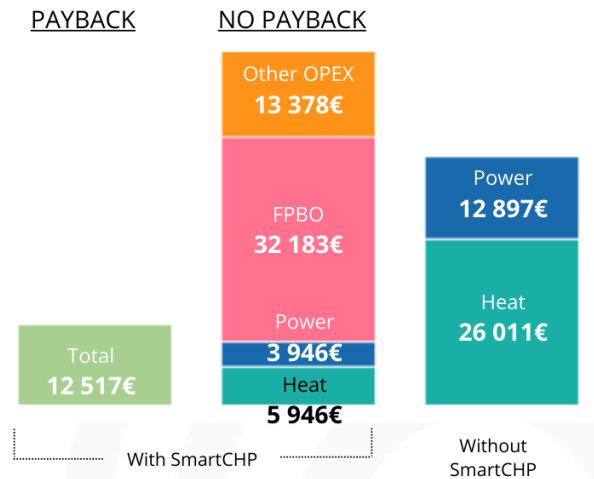 PAYBACK
NO PAYBACK
Other OPEX
13 378€
FPBO
32 183€
Power
3 946€
Heat
5 946€
Power
12 897€
Heat
26 011€
Total
12 517€
With SmartCHP
Without
SmartCHP